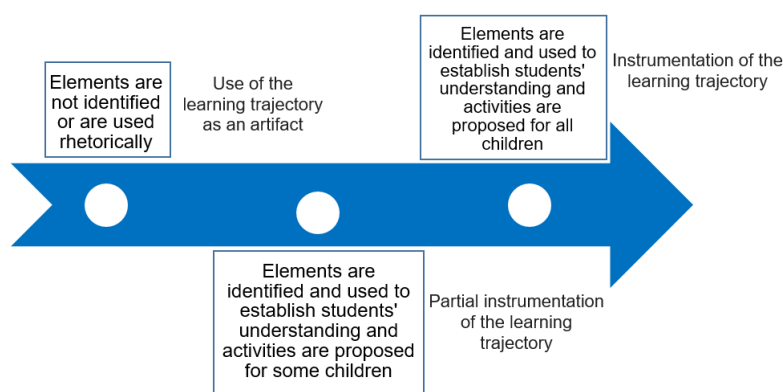 Elements are
not identified
or are used
rhetorically
Use of the
learning trajectory
as an artifact
Elements are
identified and used to
establish students'
understanding and
activities are proposed
for some children
Partial instrumentation
of the learning
trajectory
Elements are
identified and used to
establish students'
understanding and
activities are
proposed for all
children
Instrumentation of the
learning trajectory